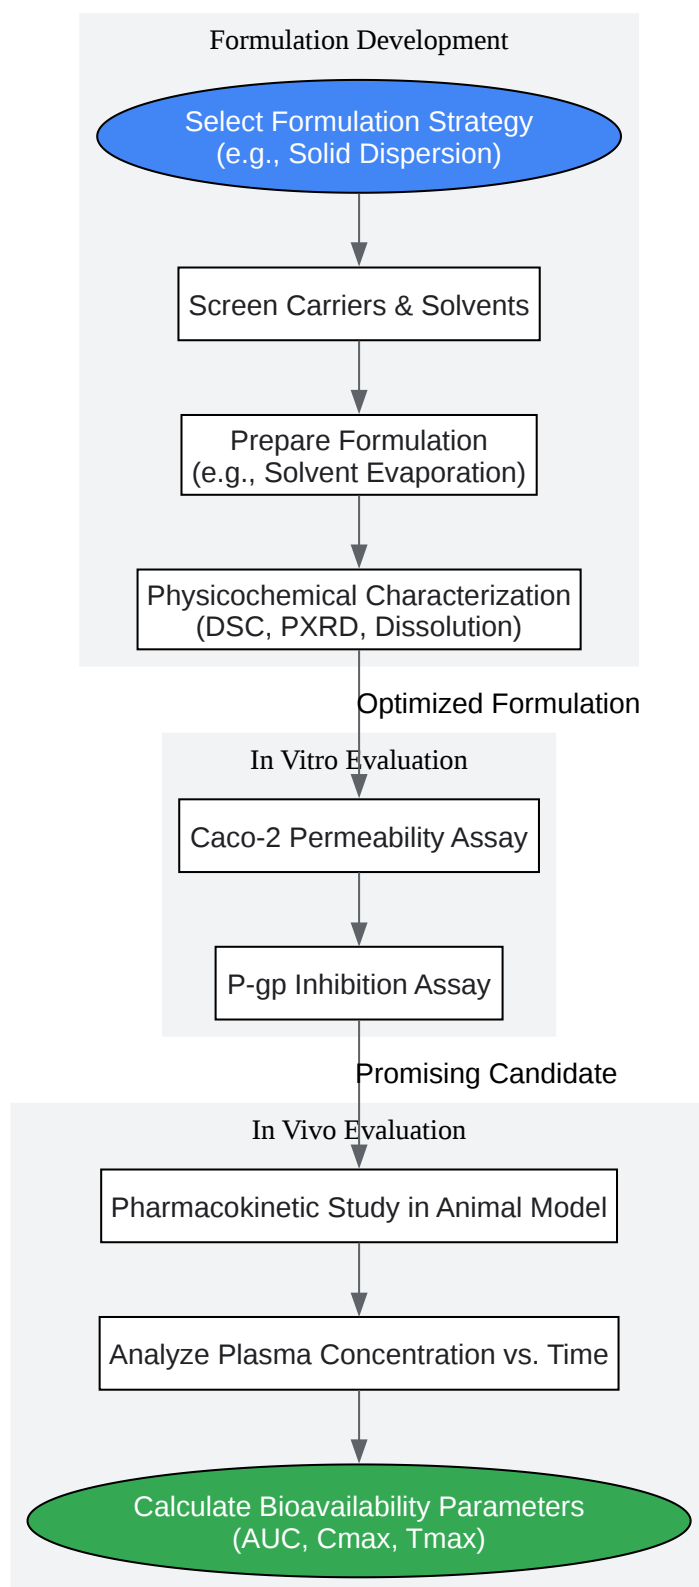 Formulation Development
Select Formulation Strategy
(e.g., Solid Dispersion)
Screen Carriers & Solvents
Prepare Formulation
(e.g., Solvent Evaporation)
Physicochemical Characterization
(DSC, PXRD, Dissolution)
Optimized Formulation
In Vitro Evaluation
Caco-2 Permeability Assay
P-gp Inhibition Assay
Promising Candidate
In Vivo Evaluation
Pharmacokinetic Study in Animal Model
Analyze Plasma Concentration vs. Time
Calculate Bioavailability Parameters
(AUC, Cmax, Tmax)